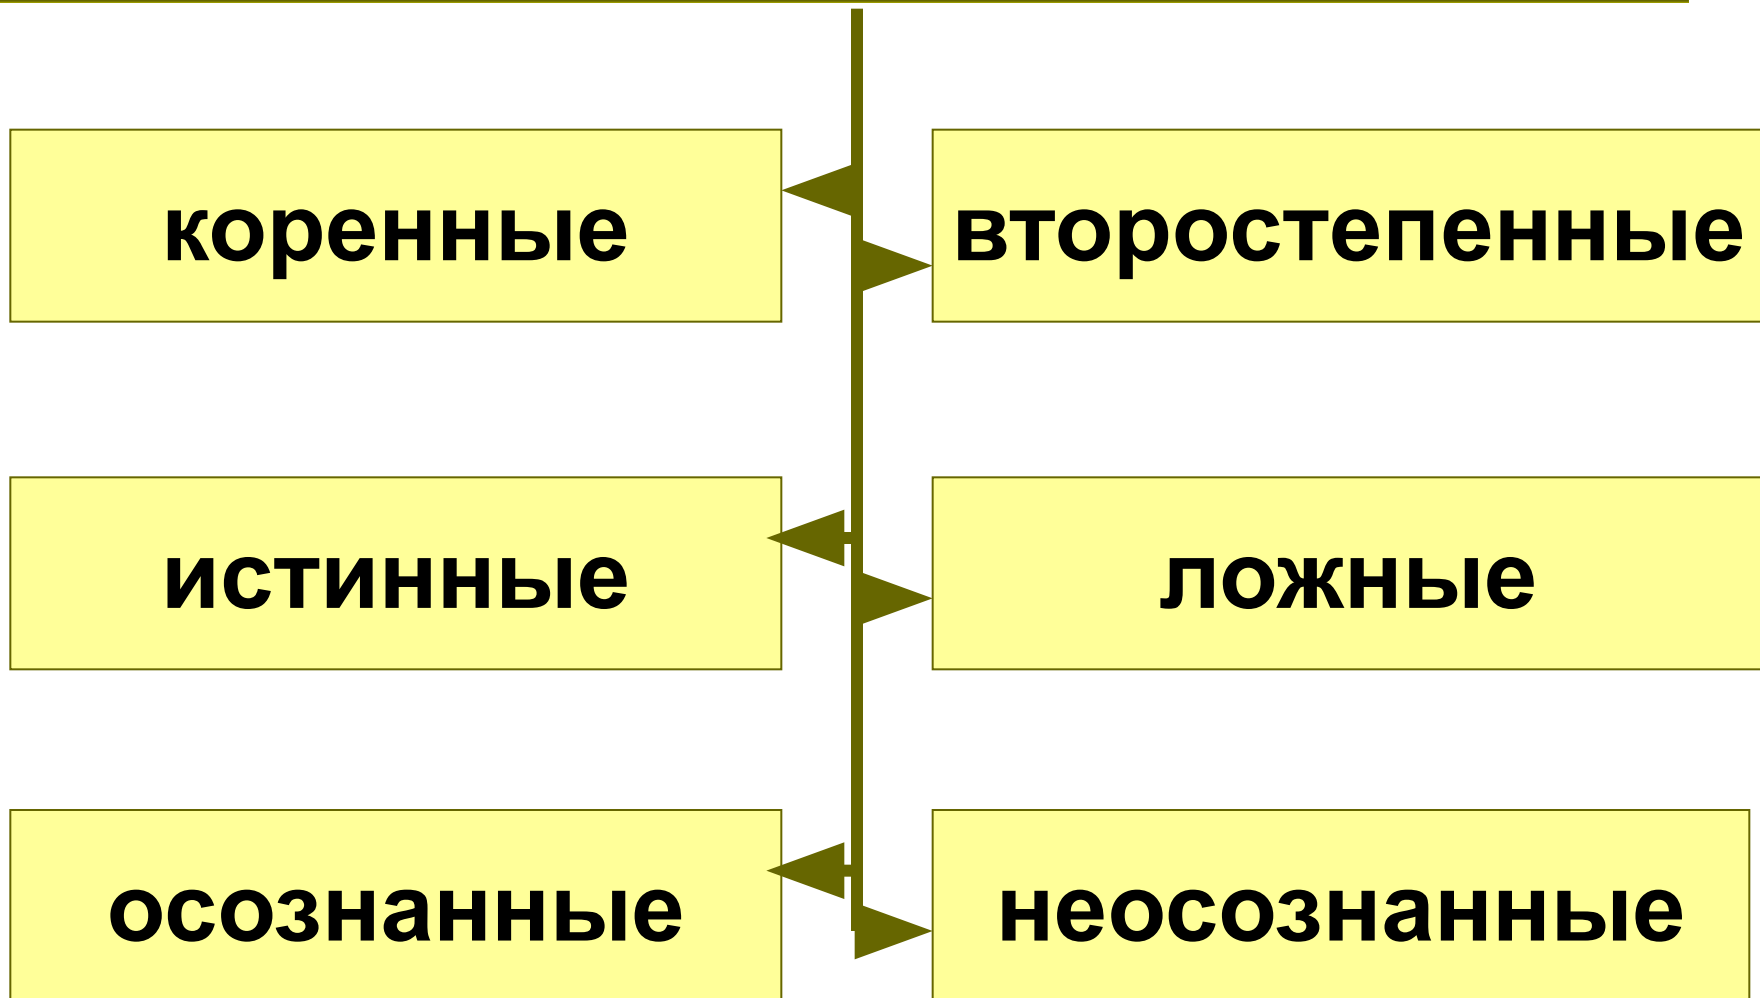 коренные
второстепенные
истинные
ложные
осознанные
неосознанные